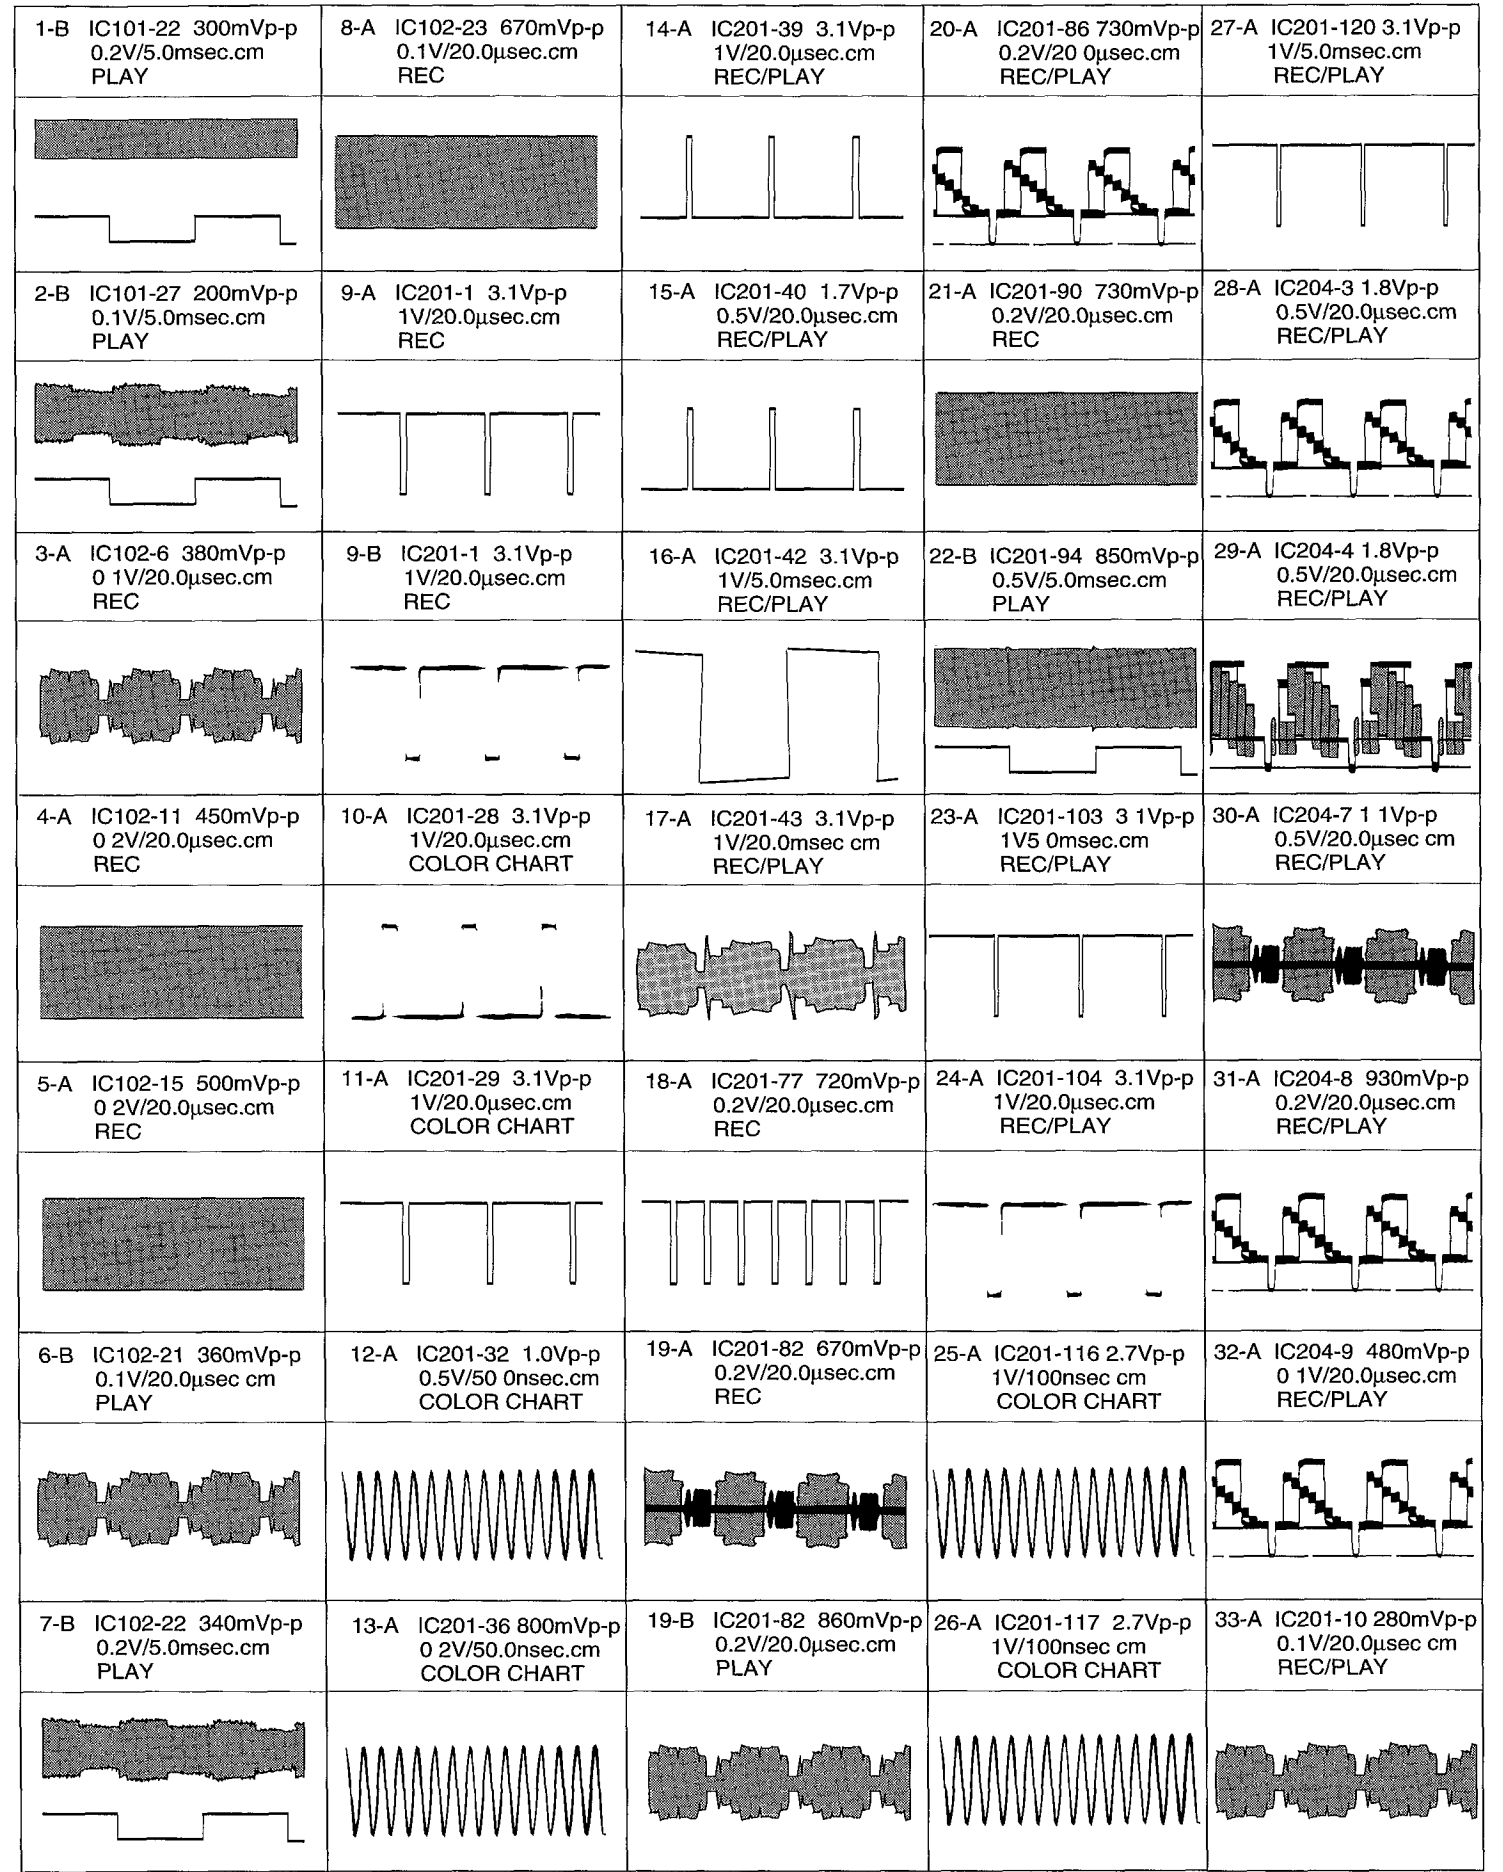 1-B IC101-22 300mVp-p
0.2V/5.0msec.cm
PLAY
8-A IC102-23 670mVp-p
0.1V/20.0µsec.cm
REC
14-A IC201-39 3.1Vp-p
1V/20.0µsec.cm
REC/PLAY
20-A IC201-86 730mVp-p
0.2V/20 0µsec.cm
REC/PLAY
27-A IC201-120 3.1Vp-p
1V/5.0msec.cm
REC/PLAY
2-B IC101-27 200mVp-p
0.1V/5.0msec.cm
PLAY
9-A IC201-1 3.1Vp-p
1V/20.0µsec.cm
REC
15-A IC201-40 1.7Vp-p
0.5V/20.0µsec.cm
REC/PLAY
21-A IC201-90 730mVp-p
0.2V/20.0µsec.cm
REC
28-A IC204-3 1.8Vp-p
0.5V/20.0µsec.cm
REC/PLAY
3-A IC102-6 380mVp-p
0 1V/20.0µsec.cm
REC
9-B IC201-1 3.1Vp-p
1V/20.0µsec.cm
REC
16-A IC201-42 3.1Vp-p
1V/5.0msec.cm
REC/PLAY
22-B IC201-94 850mVp-p
0.5V/5.0msec.cm
PLAY
29-A IC204-4 1.8Vp-p
0.5V/20.0µsec.cm
REC/PLAY
4-A IC102-11 450mVp-p
0 2V/20.0µsec.cm
REC
10-A IC201-28 3.1Vp-p
1V/20.0µsec.cm
COLOR CHART
17-A IC201-43 3.1Vp-p
1V/20.0msec cm
REC/PLAY
23-A IC201-103 3 1Vp-p
1V5 0msec.cm
REC/PLAY
30-A IC204-7 1 1Vp-p
0.5V/20.0µsec cm
REC/PLAY
5-A IC102-15 500mVp-p
0 2V/20.0µsec.cm
REC
11-A IC201-29 3.1Vp-p
1V/20.0µsec.cm
COLOR CHART
18-A IC201-77 720mVp-p
0.2V/20.0µsec.cm
REC
24-A IC201-104 3.1Vp-p
1V/20.0µsec.cm
REC/PLAY
31-A IC204-8 930mVp-p
0.2V/20.0µsec.cm
REC/PLAY
6-B IC102-21 360mVp-p
0.1V/20.0µsec cm
PLAY
12-A IC201-32 1.0Vp-p
0.5V/50 0nsec.cm
COLOR CHART
19-A IC201-82 670mVp-p
0.2V/20.0µsec.cm
REC
25-A IC201-116 2.7Vp-p
1V/100nsec cm
COLOR CHART
32-A IC204-9 480mVp-p
0 1V/20.0µsec.cm
REC/PLAY
7-B IC102-22 340mVp-p
0.2V/5.0msec.cm
PLAY
13-A IC201-36 800mVp-p
0 2V/50.0nsec.cm
COLOR CHART
19-B IC201-82 860mVp-p
0.2V/20.0µsec.cm
PLAY
26-A IC201-117 2.7Vp-p
1V/100nsec cm
COLOR CHART
33-A IC201-10 280mVp-p
0.1V/20.0µsec cm
REC/PLAY